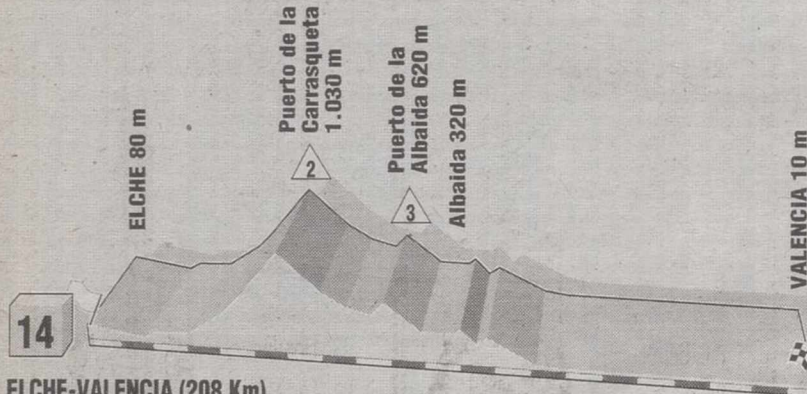 ELCHE 80 m
Puerto de la
Carrasqueta
1.030 m
2
Puerto de la
Albaida 620 m
3
Albaida 320 m
VALENCIA 10 m
14
ELCHE-VALENCIA (208 Km)